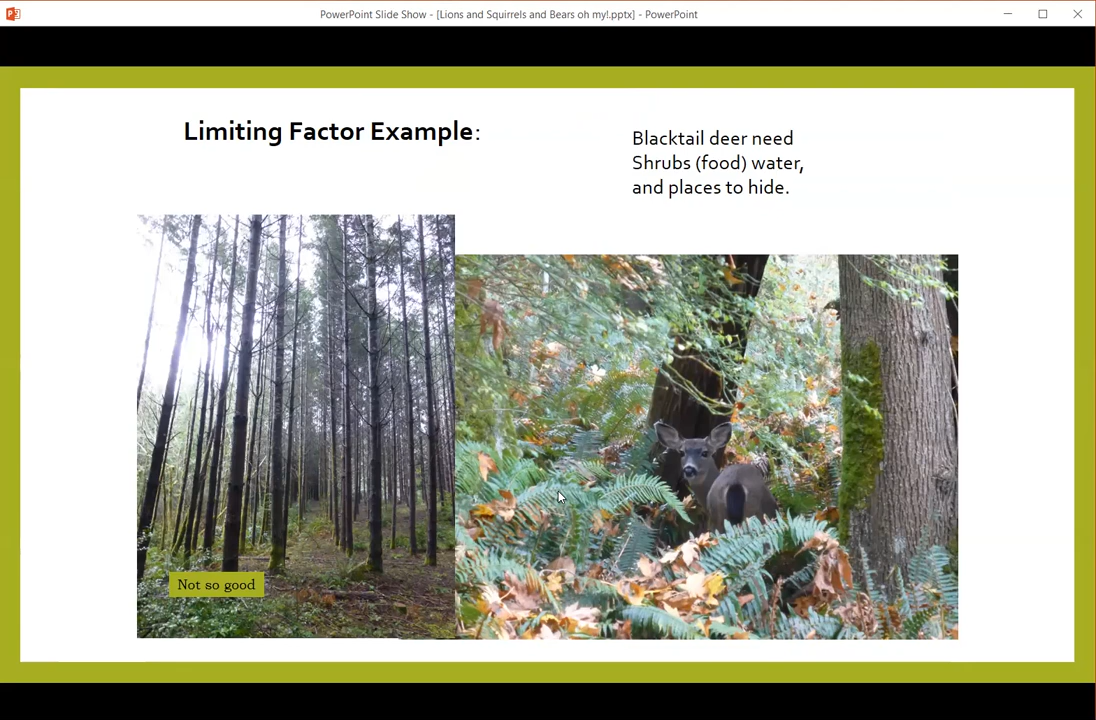 PowerPoint Slide Show - [Lions and Squirrels and Bears oh my!.pptx] - PowerPoint
Limiting Factor Example:
Blacktail deer need
Shrubs (food) water,
and places to hide.
Not so good